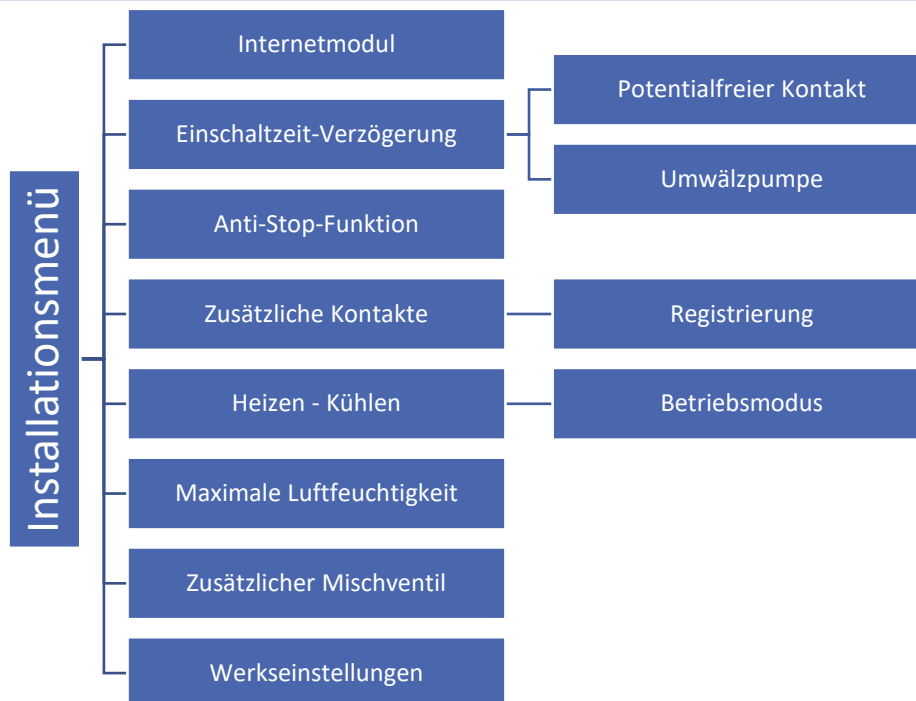 Installationsmenü
Internetmodul
Einschaltzeit-Verzögerung
Potentialfreier Kontakt
Umwälzpumpe
Anti-Stop-Funktion
Zusätzliche Kontakte
Registrierung
Heizen - Kühlen
Betriebsmodus
Maximale Luftfeuchtigkeit
Zusätzlicher Mischventil
Werkseinstellungen